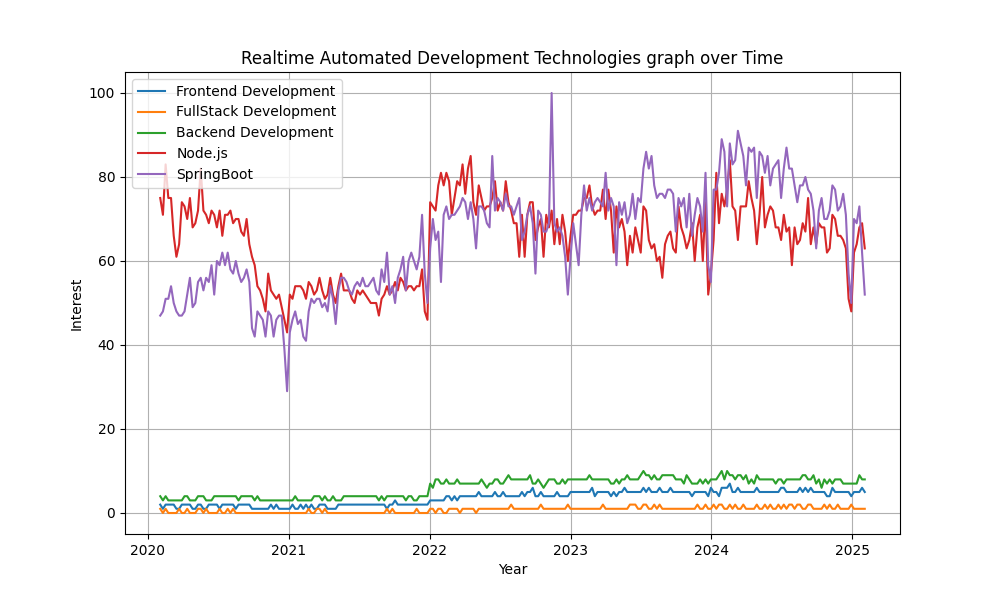 Realtime Automated Development Technologies graph over Time
Frontend Development
FullStack Development
Backend Development
Node.js
SpringBoot
100
80
60
40
20
0
Interest
2020 2021 2022 2023 2024 2025
Year